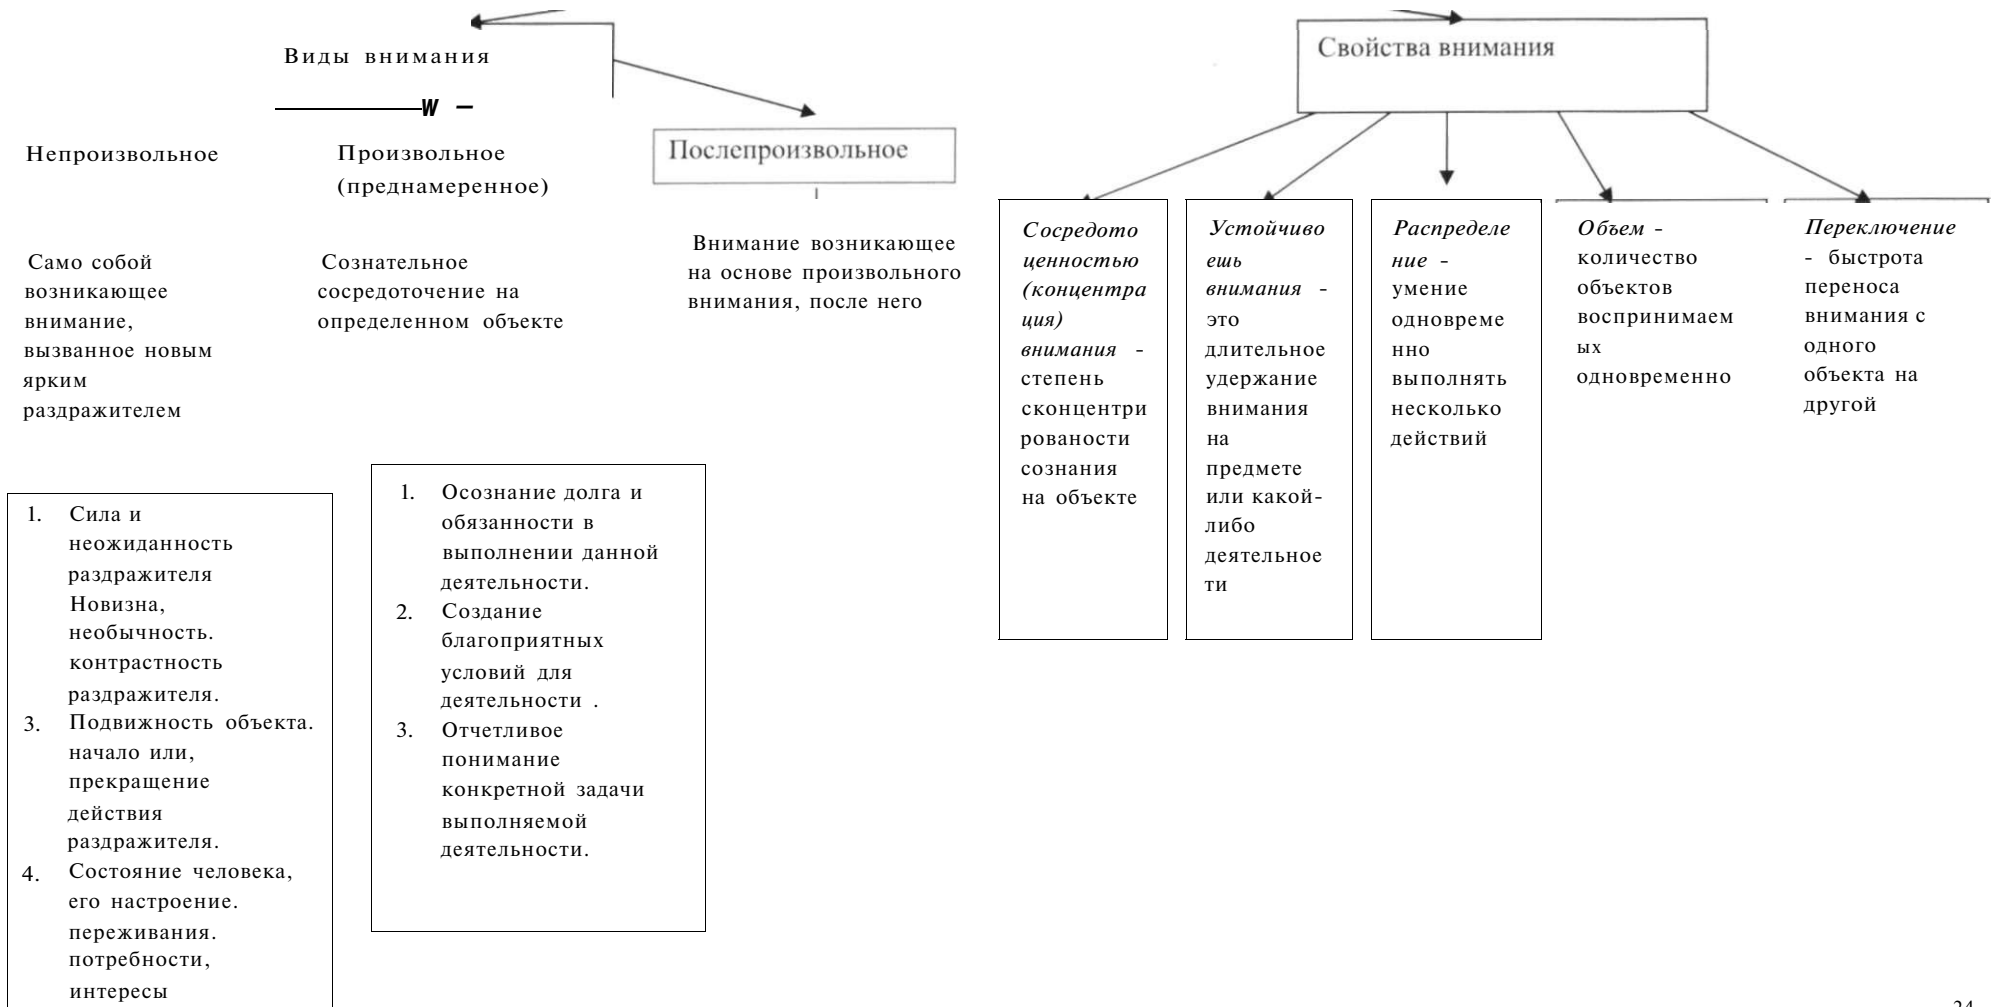 Виды внимания
W –
Непроизвольное
Произвольное
(преднамеренное)
Послепроизвольное
Само собой
возникающее
внимание,
вызванное новым
ярким
раздражителем
Сознательное
сосредоточение на
определенном объекте
Внимание возникающее
на основе произвольного
внимания, после него
1. Сила и
неожиданность
раздражителя
Новизна,
необычность.
контрастность
раздражителя.
3. Подвижность объекта.
начало или,
прекращение
действия
раздражителя.
4. Состояние человека,
его настроение.
переживания.
потребности,
интересы
1. Осознание долга и
обязанности в
выполнении данной
деятельности.
2. Создание
благоприятных
условий для
деятельности .
3. Отчетливое
понимание
конкретной задачи
выполняемой
деятельности.
Свойства внимания
Сосредото
ценностью
(концентра
ция)
внимания -
степень
сконцентри
рованости
сознания
на объекте
Устойчиво
ешь
внимания -
это
длительное
удержание
внимания
на
предмете
или какой-
либо
деятельное
ти
Распределе
ние -
умение
одновреме
нно
выполнять
несколько
действий
Объем -
количество
объектов
воспринимаем
ых
одновременно
Переключение
- быстрота
переноса
внимания с
одного
объекта на
другой